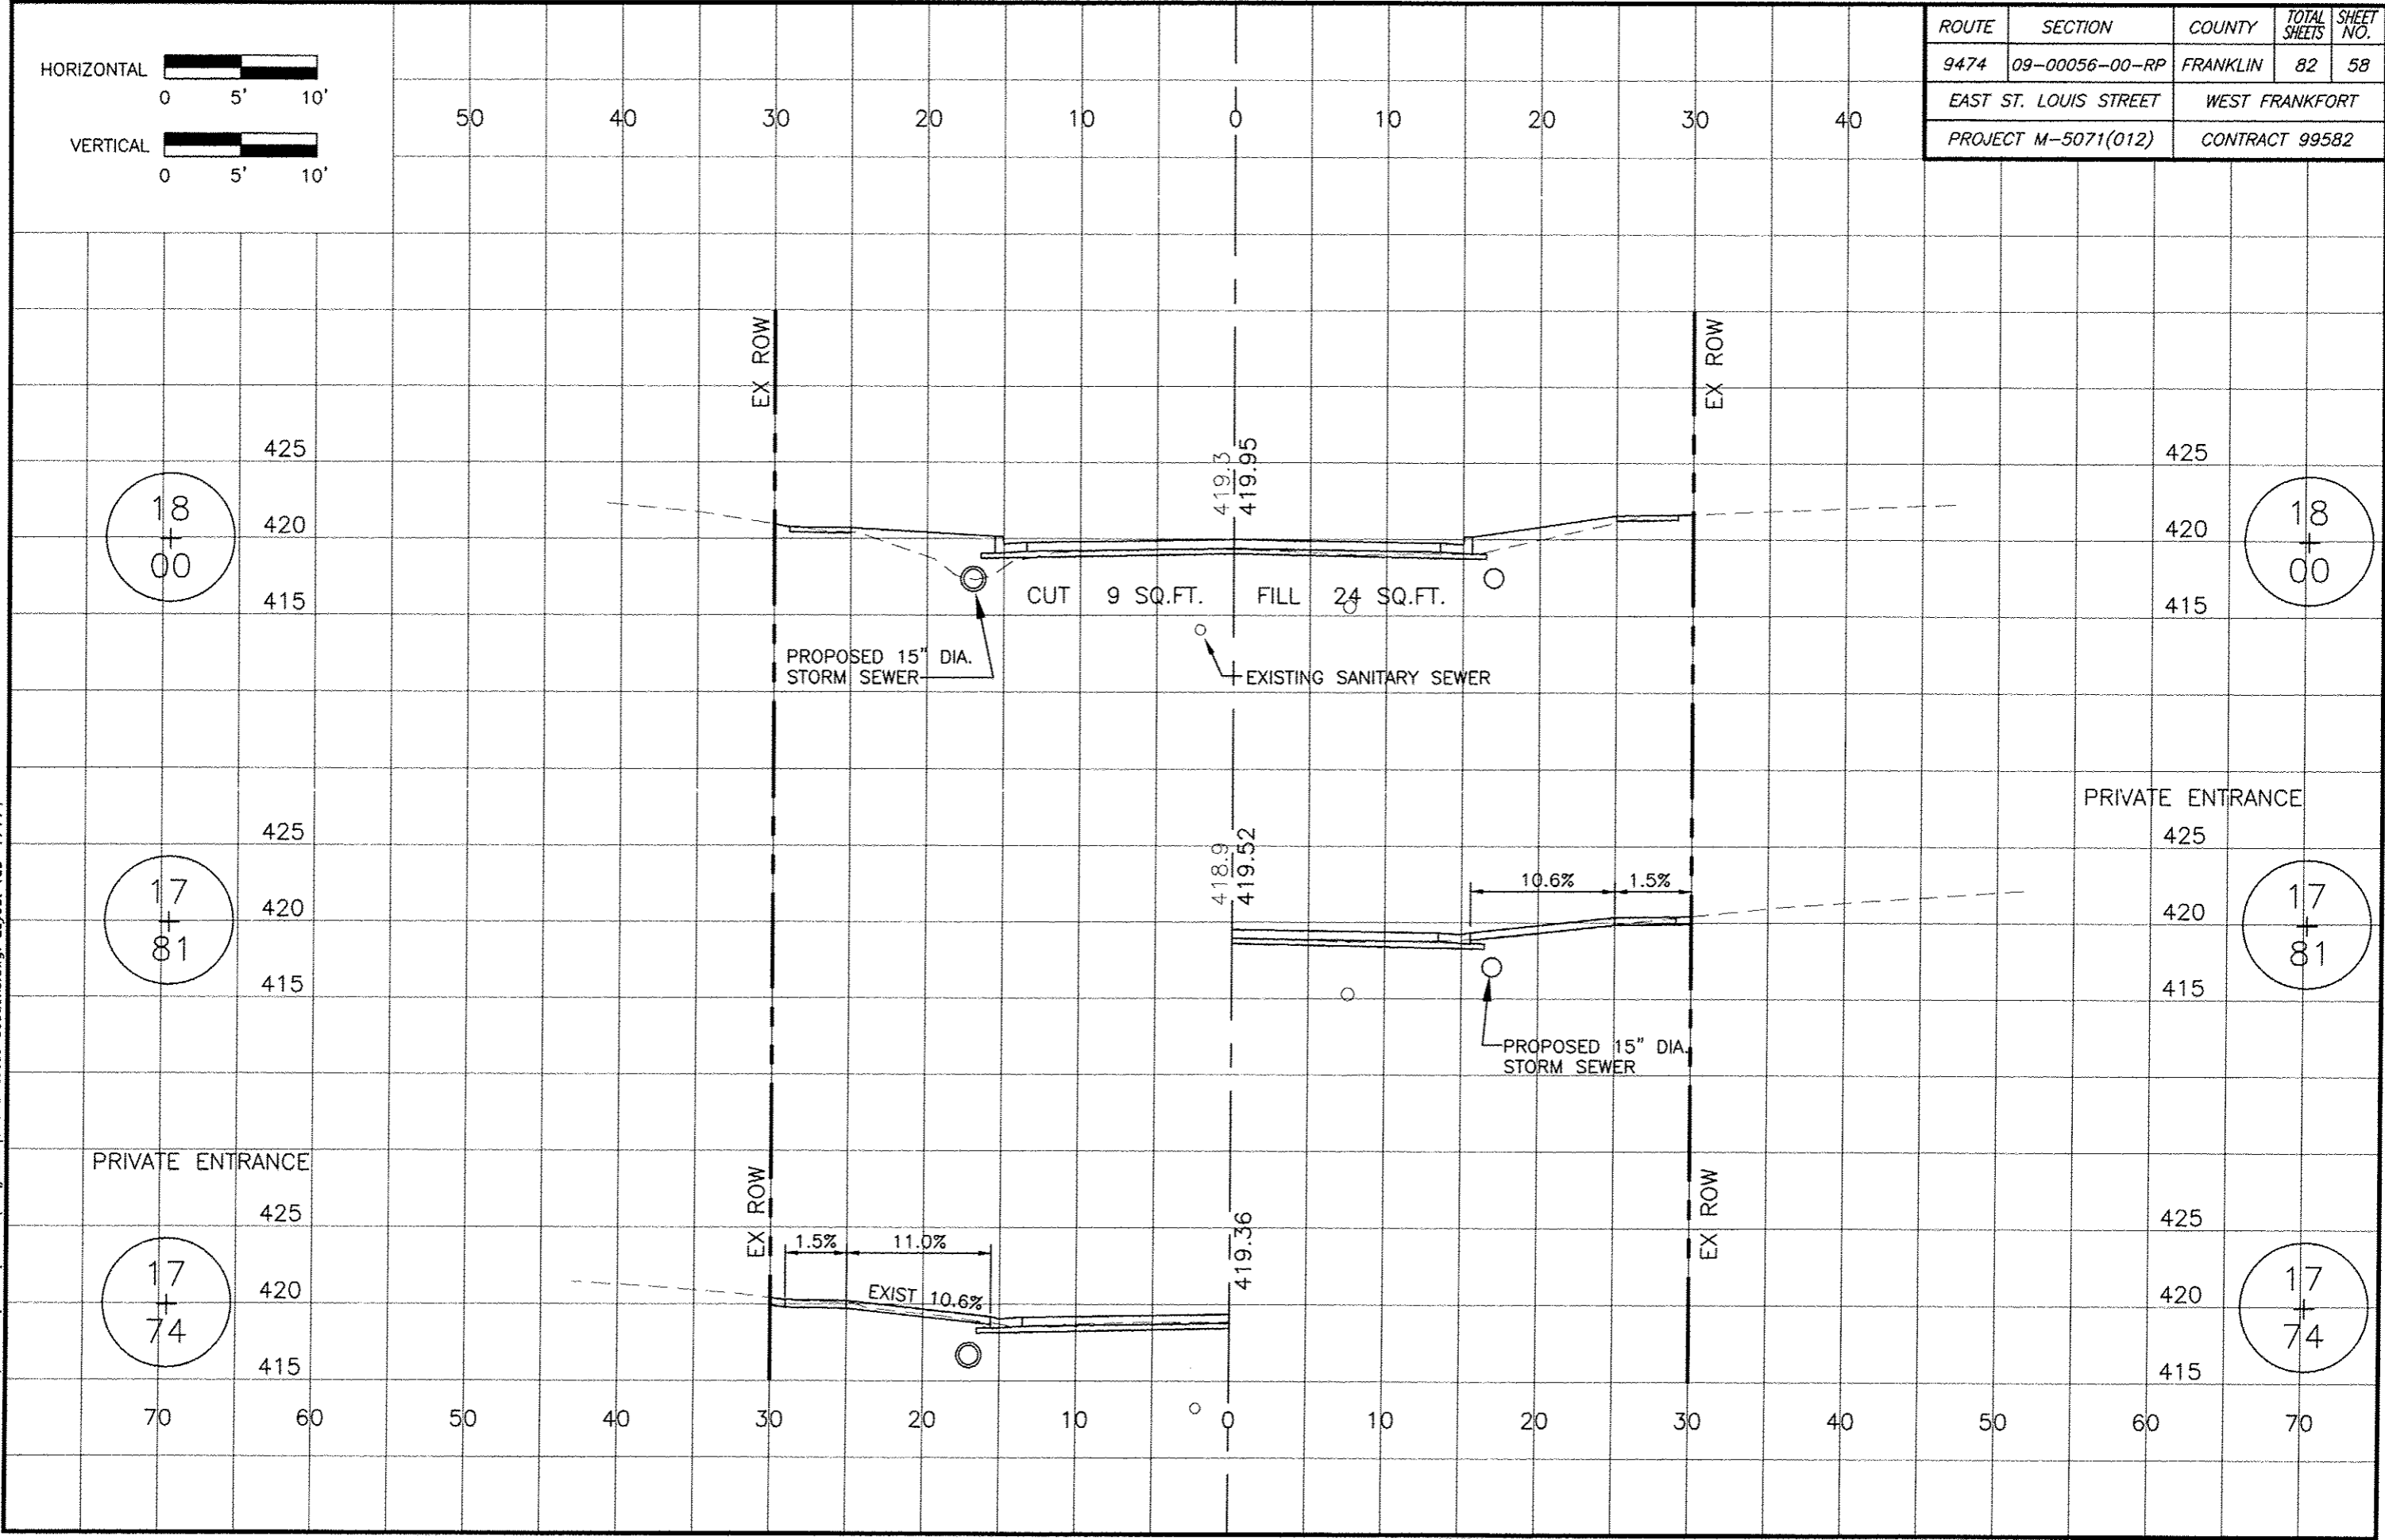 HORIZONTAL
0 5' 10'
VERTICAL
0 5' 10'
ROUTE SECTION COUNTY TOTAL SHEETS SHEET NO.
9474 09-00056-00-RP FRANKLIN 82 58
EAST ST. LOUIS STREET WEST FRANKFORT
PROJECT M-5071(012) CONTRACT 99582
50 40 30 20 10 0 10 20 30 40
EX ROW
EX ROW
419.3
419.95
425
420
415
18+00
425
420
415
18+00
CUT 9 SQ.FT. FILL 24 SQ.FT.
PROPOSED 15" DIA.
STORM SEWER
EXISTING SANITARY SEWER
PRIVATE ENTRANCE
425
420
415
17+81
418.9
419.52
10.6% 1.5%
425
420
415
17+81
PROPOSED 15" DIA.
STORM SEWER
PRIVATE ENTRANCE
425
420
415
17+74
EX ROW
1.5% 11.0%
EXIST 10.6%
419.36
EX ROW
425
420
415
17+74
70 60 50 40 30 20 10 0 10 20 30 40 50 60 70